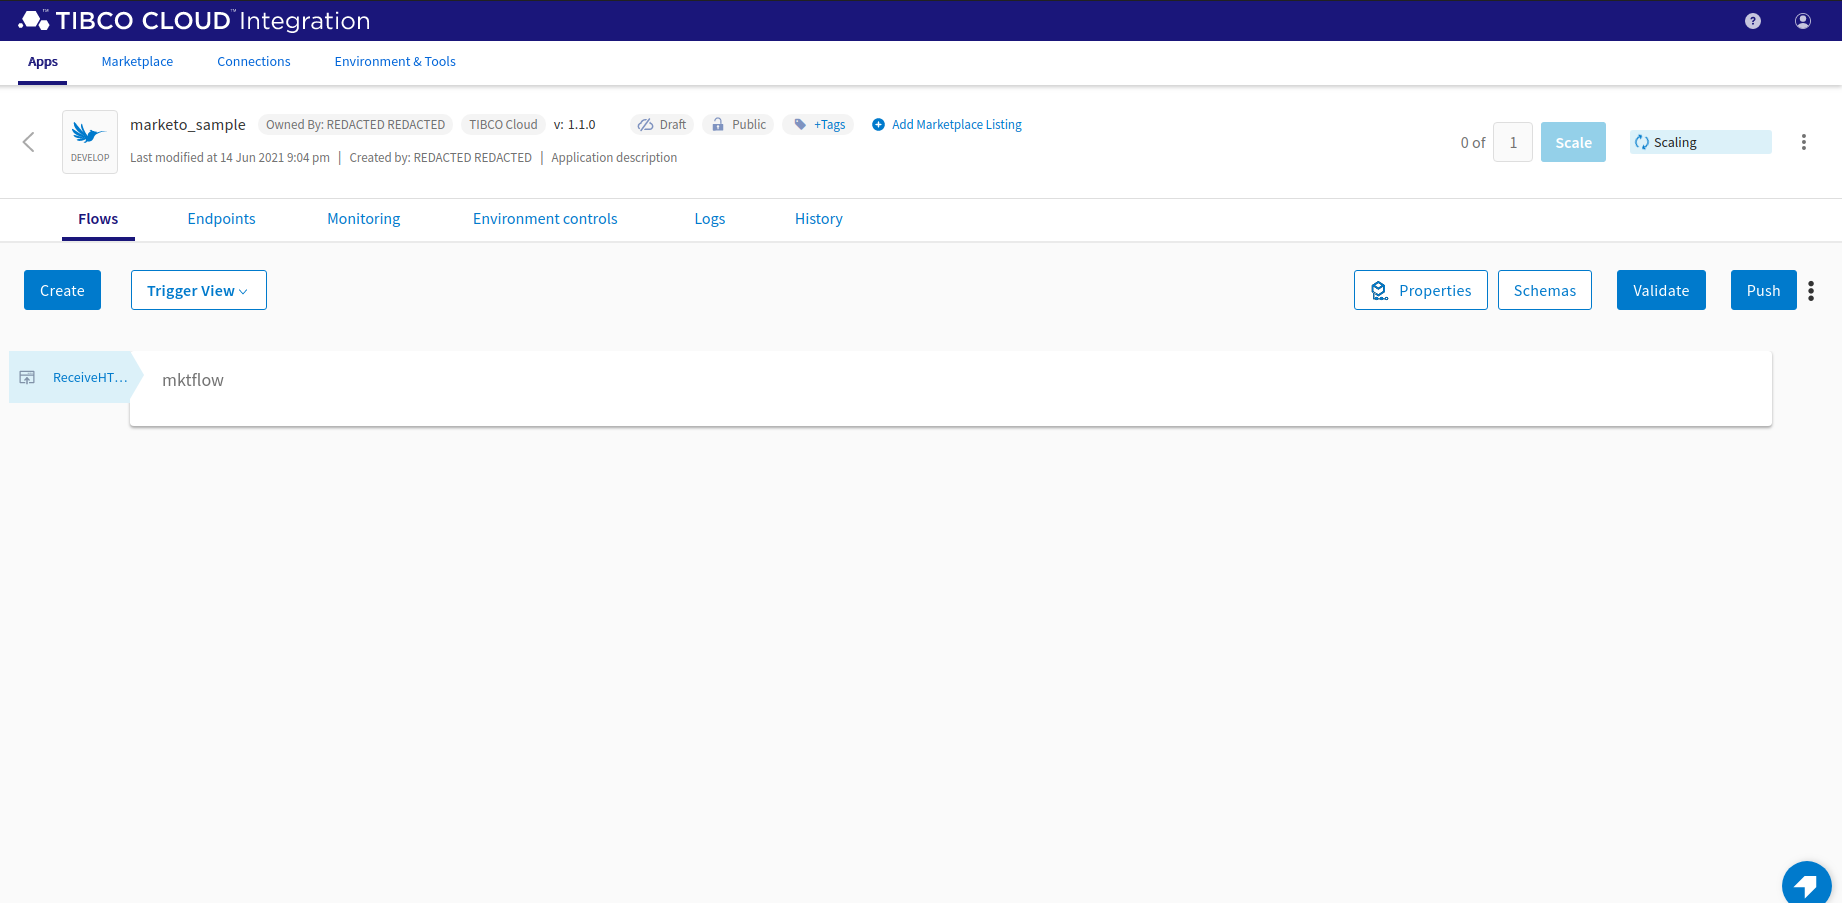 TIBCO CLOUD™ Integration
Apps Marketplace Connections Environment & Tools
marketo_sample Owned By: REDACTED REDACTED TIBCO Cloud v: 1.1.0 Draft Public +Tags Add Marketplace Listing
Last modified at 14 Jun 2021 9:04 pm | Created by: REDACTED REDACTED | Application description
DEVELOP
0 of 1 Scale Scaling
Flows Endpoints Monitoring Environment controls Logs History
Create Trigger View Properties Schemas Validate Push
ReceiveHT... mktflow